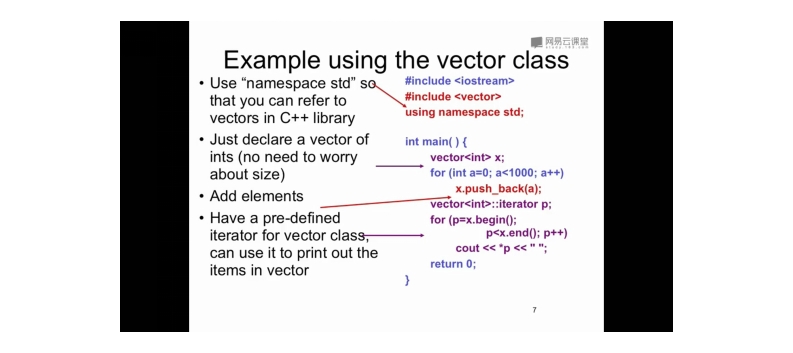 网易云课堂
Example using the vector class
• Use “namespace std” so
that you can refer to
vectors in C++ library
• Just declare a vector of
ints (no need to worry
about size)
• Add elements
• Have a pre-defined
iterator for vector class,
can use it to print out the
items in vector
#include <iostream>
#include <vector>
using namespace std;
int main( ) {
vector<int> x;
for (int a=0; a<1000; a++)
x.push_back(a);
vector<int>::iterator p;
for (p=x.begin();
p<x.end(); p++)
cout << *p << " ";
return 0;
}
7